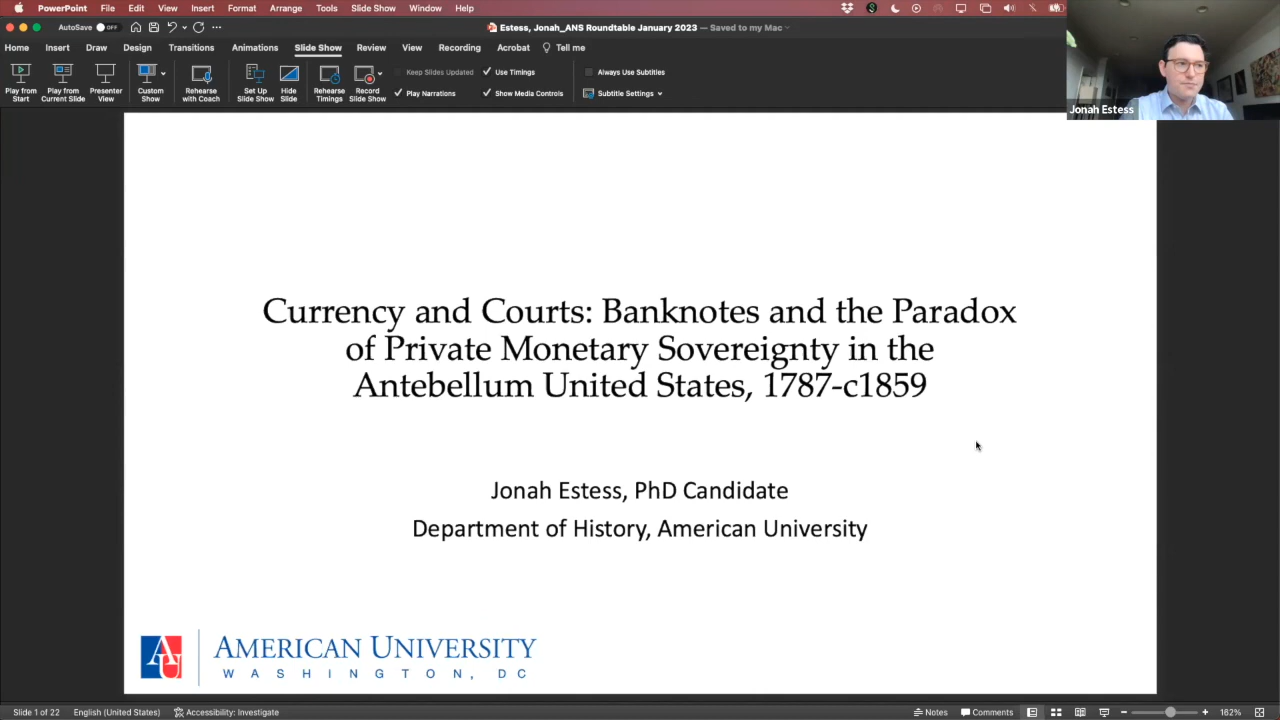 PowerPoint File Edit View Insert Format Arrange Tools Slide Show Window Help
AutoSave OFF Estess, Jonah_ANS Roundtable January 2023 — Saved to my Mac
Home Insert Draw Design Transitions Animations Slide Show Review View Recording Acrobat Tell me
Play from Start
Play from Current Slide
Presenter View
Custom Show
Rehearse with Coach
Set Up Slide Show
Hide Slide
Rehearse Timings
Record Slide Show
Keep Slides Updated
Play Narrations
Use Timings
Show Media Controls
Always Use Subtitles
Subtitle Settings
Jonah Estess
Currency and Courts: Banknotes and the Paradox
of Private Monetary Sovereignty in the
Antebellum United States, 1787-c1859
Jonah Estess, PhD Candidate
Department of History, American University
AU
AMERICAN UNIVERSITY
WASHINGTON, DC
Slide 1 of 22 English (United States) Accessibility: Investigate Notes Comments 162%